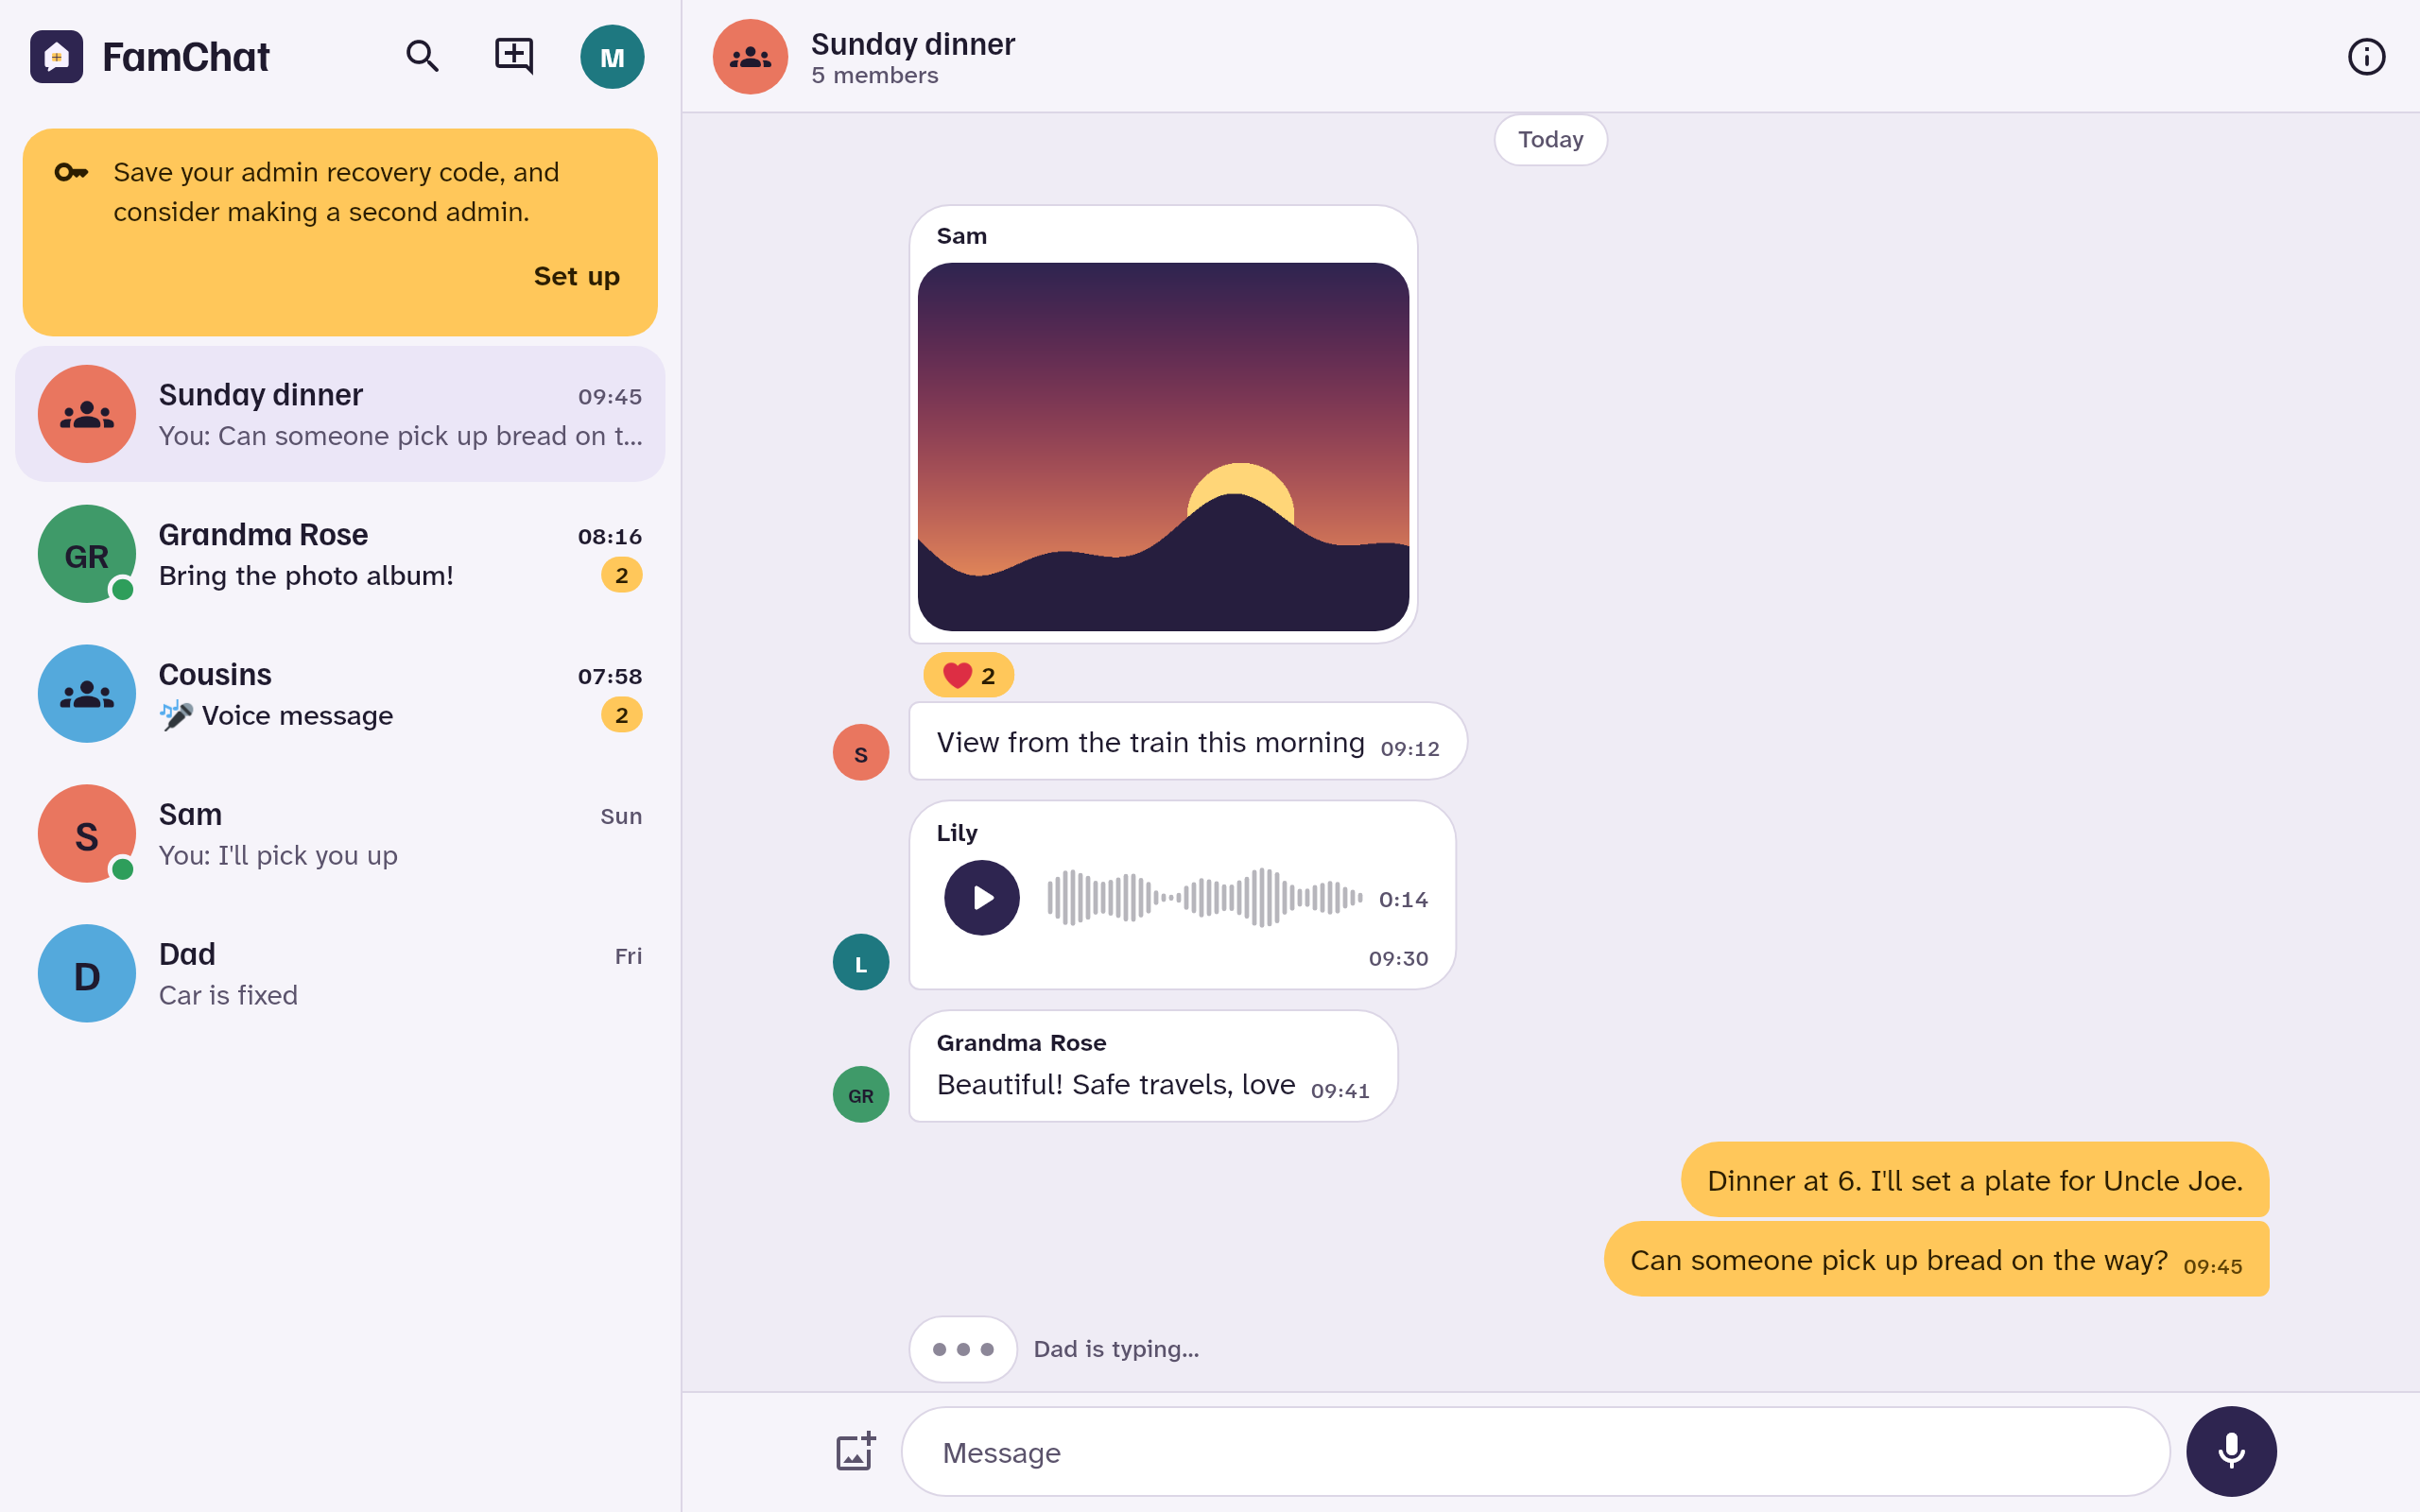 FamChat
M
Save your admin recovery code, and
consider making a second admin.
Set up
Sunday dinner 09:45
You: Can someone pick up bread on t...
GR
Grandma Rose 08:16
Bring the photo album! 2
Cousins 07:58
Voice message 2
S
Sam Sun
You: I'll pick you up
D
Dad Fri
Car is fixed
Sunday dinner
5 members
Today
Sam
2
S
View from the train this morning 09:12
Lily
0:14
L
09:30
Grandma Rose
GR
Beautiful! Safe travels, love 09:41
Dinner at 6. I'll set a plate for Uncle Joe.
Can someone pick up bread on the way? 09:45
Dad is typing...
Message